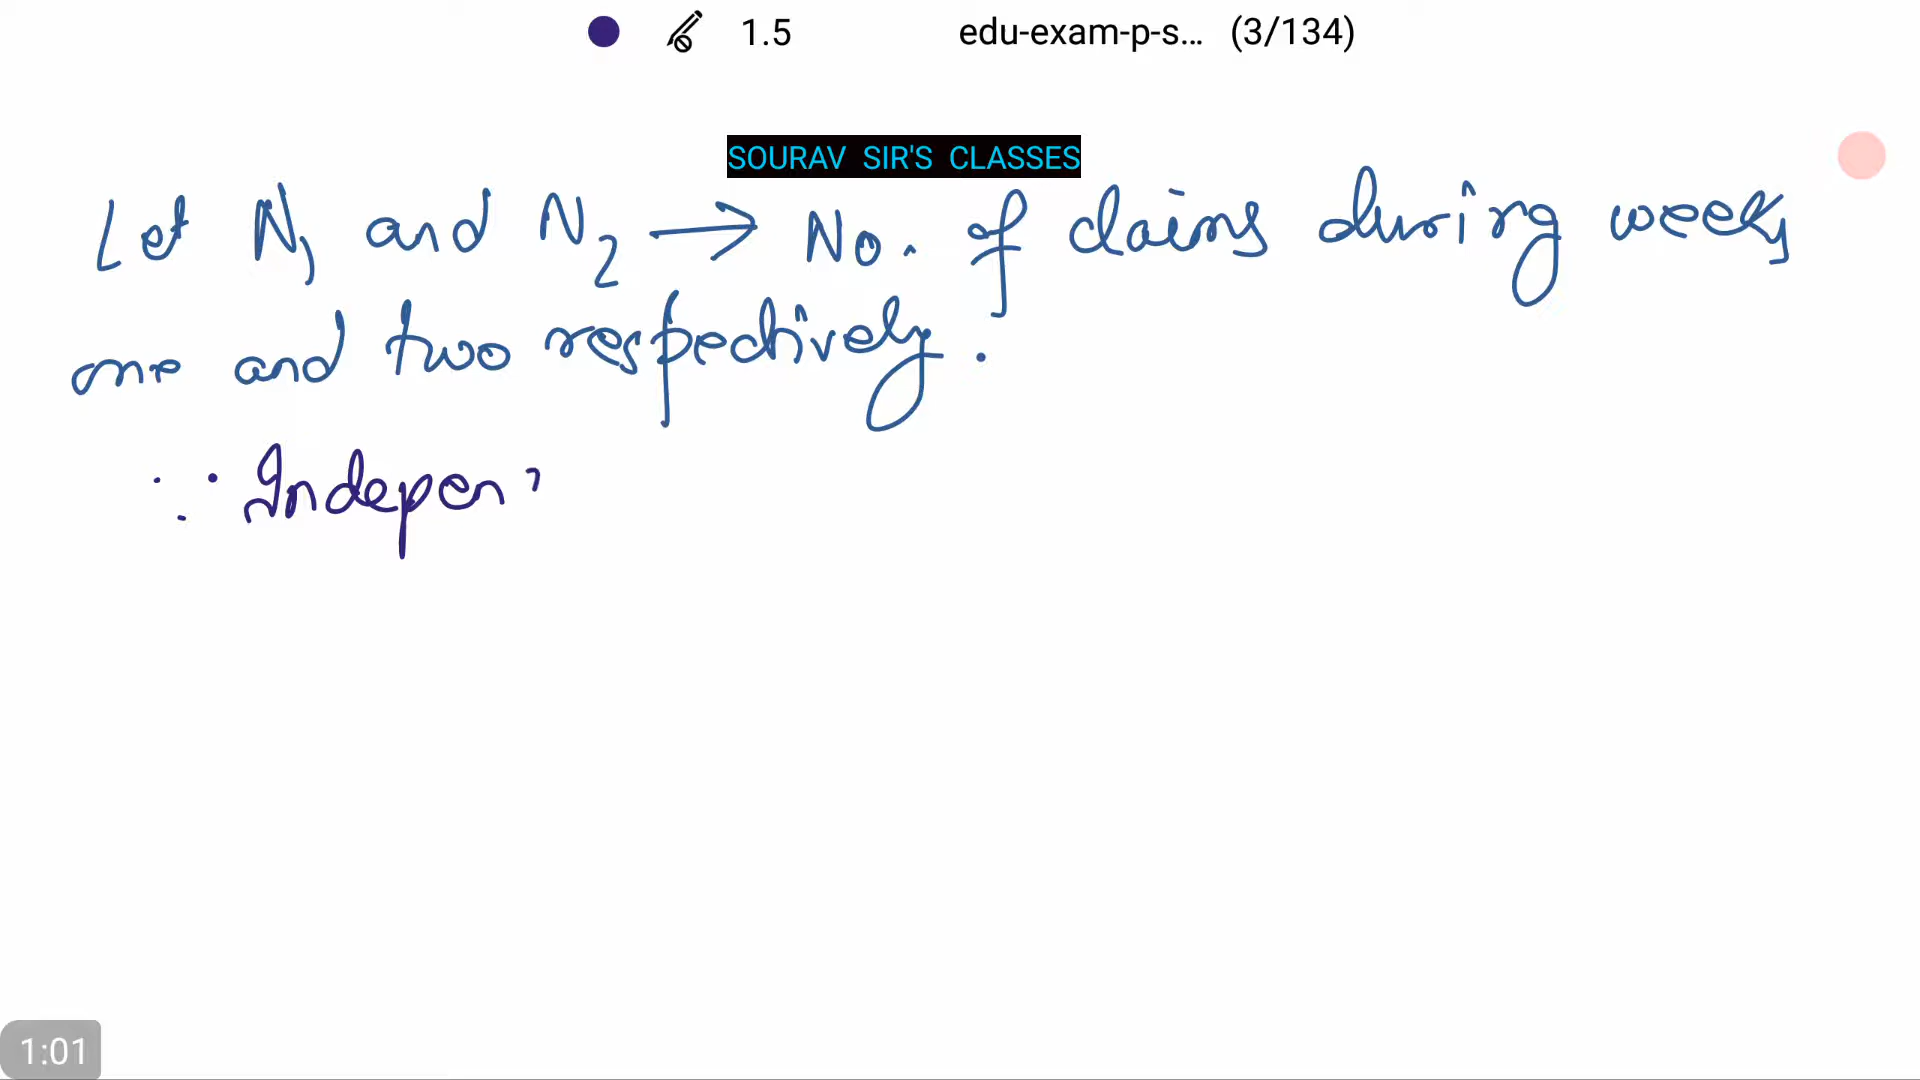 1.5 edu-exam-p-s... (3/134)
SOURAV SIR'S CLASSES
Let N₁ and N₂ → No. of claims during week
one and two respectively.
∵ Indepen
1:01